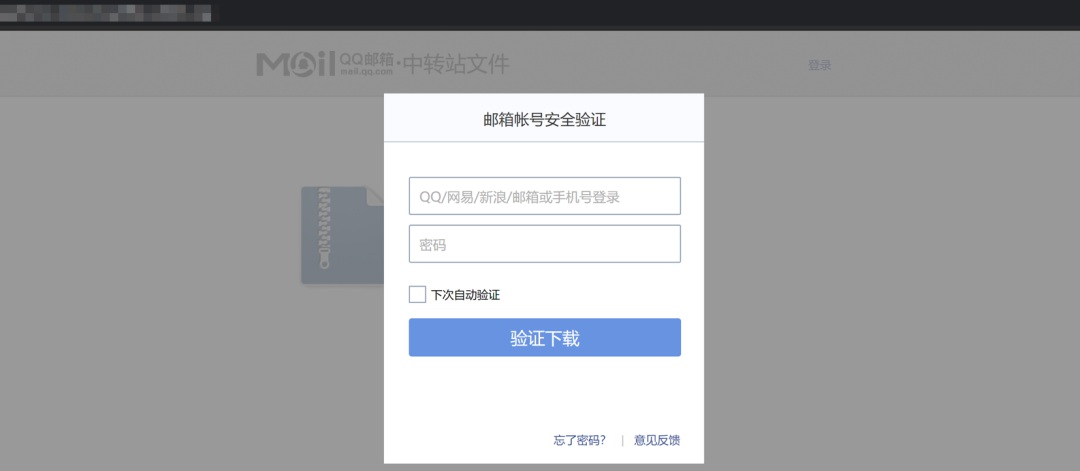 Mail QQ邮箱·中转站文件
mail.qq.com
登录
邮箱帐号安全验证
QQ/网易/新浪/邮箱或手机号登录
密码
下次自动验证
验证下载
忘了密码? | 意见反馈